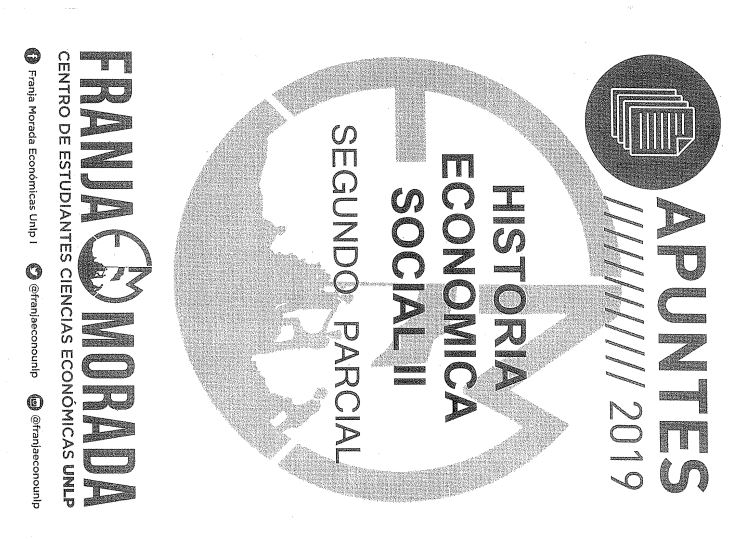 APUNTES
//////////////// 2019
HISTORIA
ECONOMICA
SOCIAL II
SEGUNDO PARCIAL
FRANJA MORADA
CENTRO DE ESTUDIANTES CIENCIAS ECONÓMICAS UNLP
Franja Morada Económicas Unlp | @franjaeconounlp @franjaeconounlp